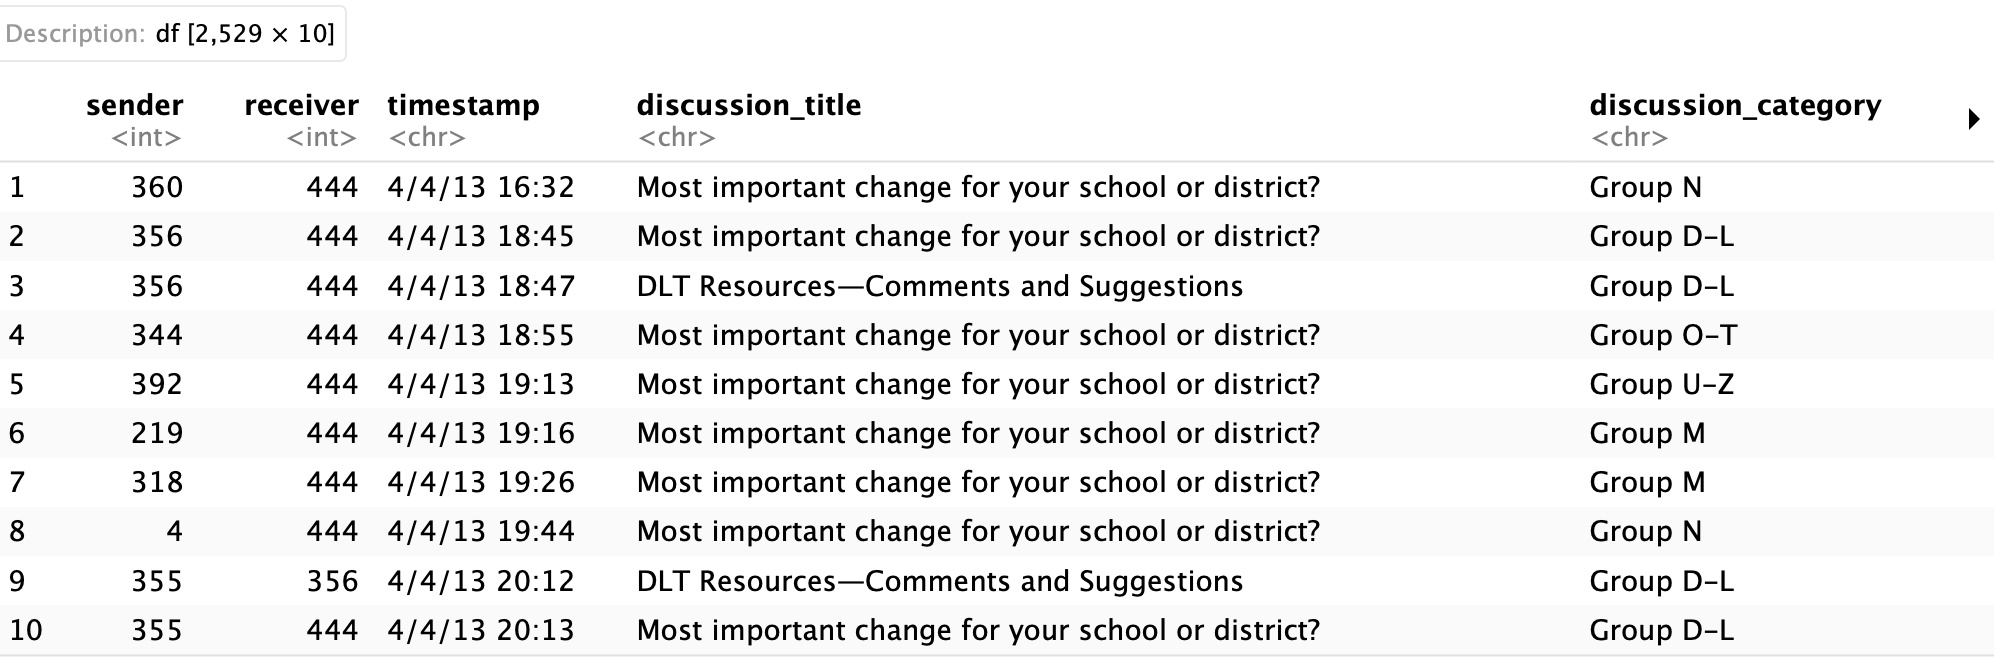 Description: df [2,529 × 10]
sender receiver timestamp discussion_title discussion_category
<int> <int> <chr> <chr> <chr>
1 360 444 4/4/13 16:32 Most important change for your school or district? Group N
2 356 444 4/4/13 18:45 Most important change for your school or district? Group D-L
3 356 444 4/4/13 18:47 DLT Resources—Comments and Suggestions Group D-L
4 344 444 4/4/13 18:55 Most important change for your school or district? Group O-T
5 392 444 4/4/13 19:13 Most important change for your school or district? Group U-Z
6 219 444 4/4/13 19:16 Most important change for your school or district? Group M
7 318 444 4/4/13 19:26 Most important change for your school or district? Group M
8 4 444 4/4/13 19:44 Most important change for your school or district? Group N
9 355 356 4/4/13 20:12 DLT Resources—Comments and Suggestions Group D-L
10 355 444 4/4/13 20:13 Most important change for your school or district? Group D-L